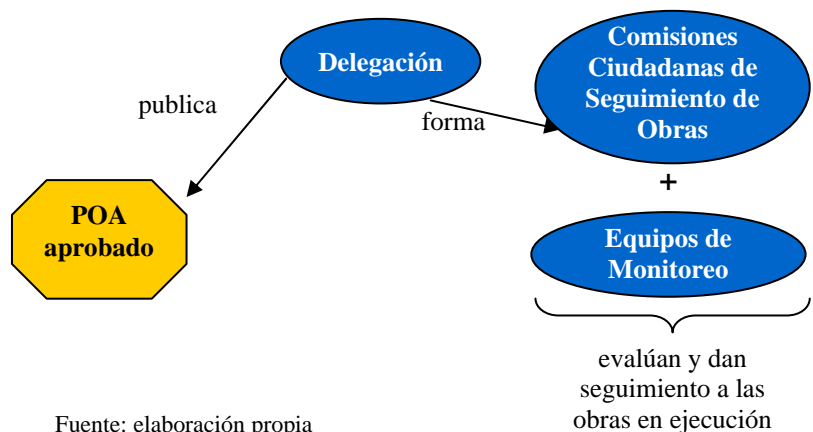 Delegación
Comisiones
Ciudadanas de
Seguimiento de
Obras
publica
forma
+
POA
aprobado
Equipos de
Monitoreo
evalúan y dan
seguimiento a las
obras en ejecución
Fuente: elaboración propia